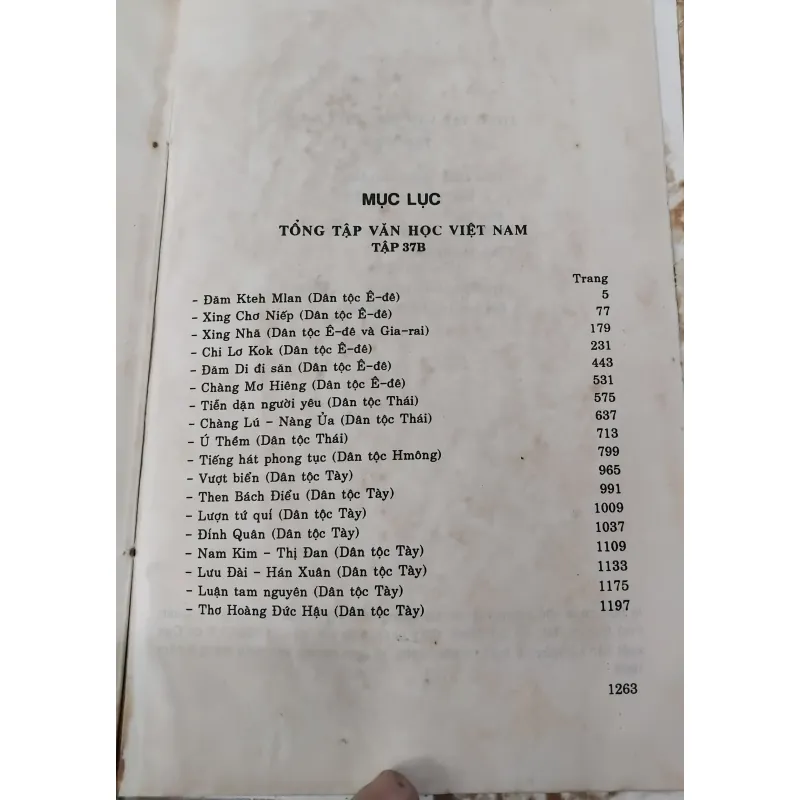 MỤC LỤC
TỔNG TẬP VĂN HỌC VIỆT NAM
TẬP 37B
Trang
- Đăm Kteh Mlan (Dân tộc Ê-đê) 5
- Xing Chơ Niếp (Dân tộc Ê-đê) 77
- Xing Nhã (Dân tộc Ê-đê và Gia-rai) 179
- Chi Lơ Kok (Dân tộc Ê-đê) 231
- Đăm Di đi săn (Dân tộc Ê-đê) 443
- Chàng Mơ Hiêng (Dân tộc Ê-đê) 531
- Tiễn dặn người yêu (Dân tộc Thái) 575
- Chàng Lú - Nàng Ủa (Dân tộc Thái) 637
- Ú Thềm (Dân tộc Thái) 713
- Tiếng hát phong tục (Dân tộc Hmông) 799
- Vượt biển (Dân tộc Tày) 965
- Then Bách Điểu (Dân tộc Tày) 991
- Lượn tứ quí (Dân tộc Tày) 1009
- Đính Quân (Dân tộc Tày) 1037
- Nam Kim - Thị Đan (Dân tộc Tày) 1109
- Lưu Đài - Hán Xuân (Dân tộc Tày) 1133
- Luận tam nguyên (Dân tộc Tày) 1175
- Thơ Hoàng Đức Hậu (Dân tộc Tày) 1197
1263